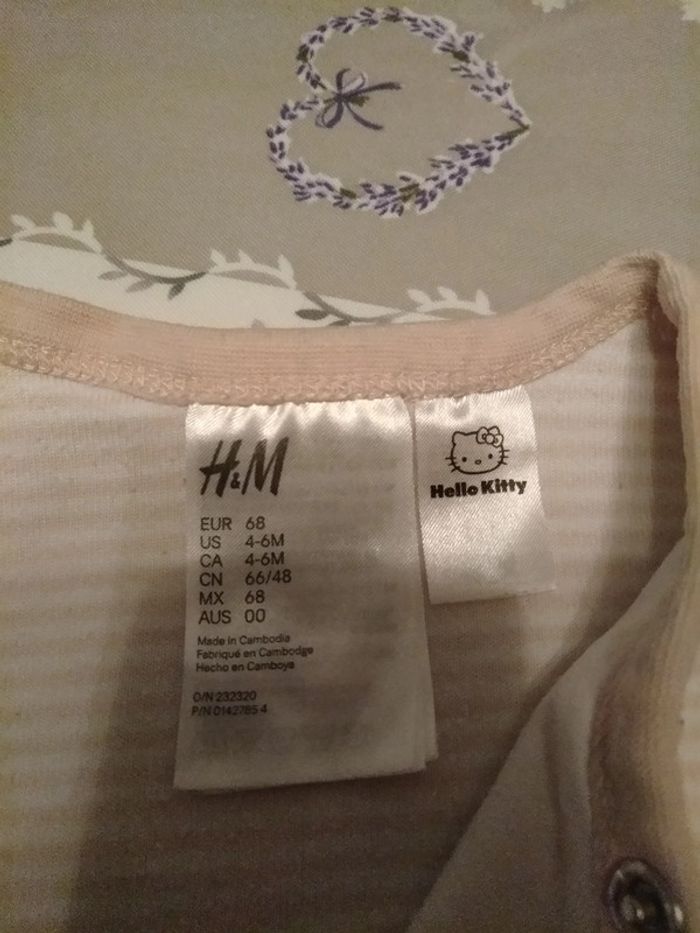 H&M
EUR 68
US 4-6M
CA 4-6M
CN 66/48
MX 68
AUS 00
Made in Cambodia
Fabriqué en Cambodge
Hecho en Camboya
O/N 232320
P/N 0142785 4
Hello Kitty